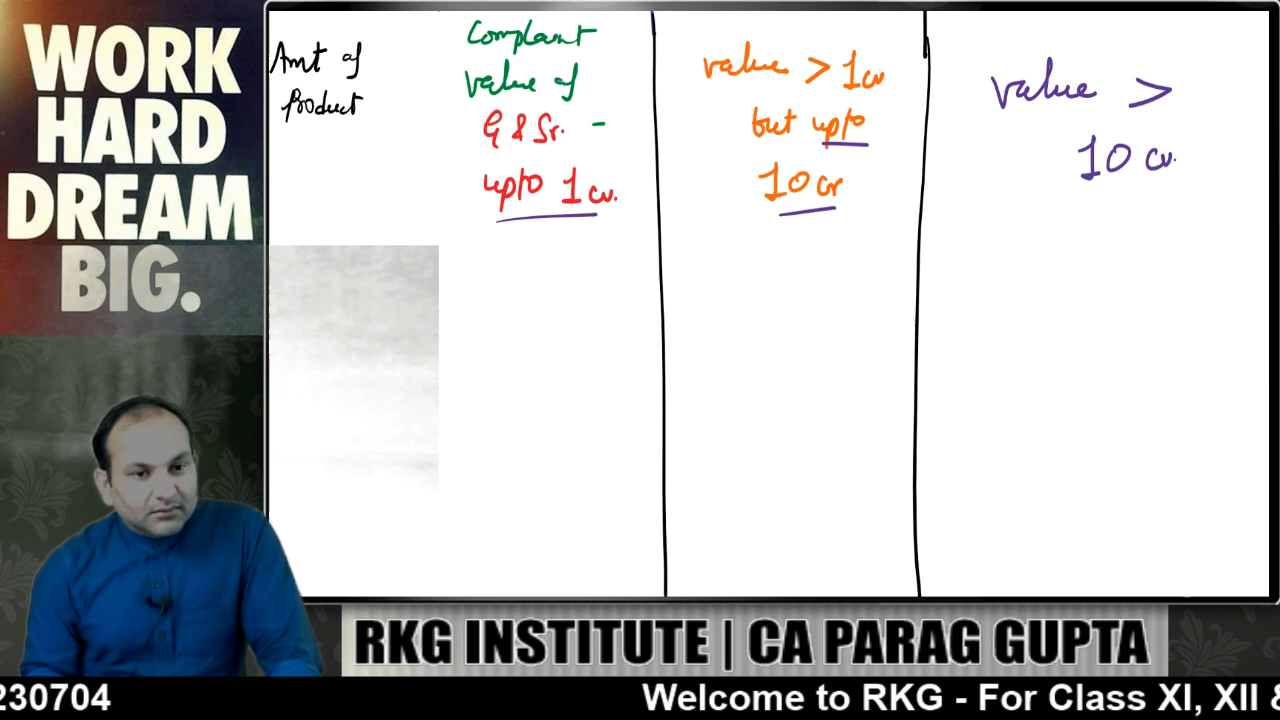 WORK
HARD
DREAM
BIG.
Amt of
Product
Complaint
value of
G & Sr. -
upto 1 cr.
value > 1 cr
but upto
10 cr
value >
10 cr.
RKG INSTITUTE | CA PARAG GUPTA
230704
Welcome to RKG - For Class XI, XII &